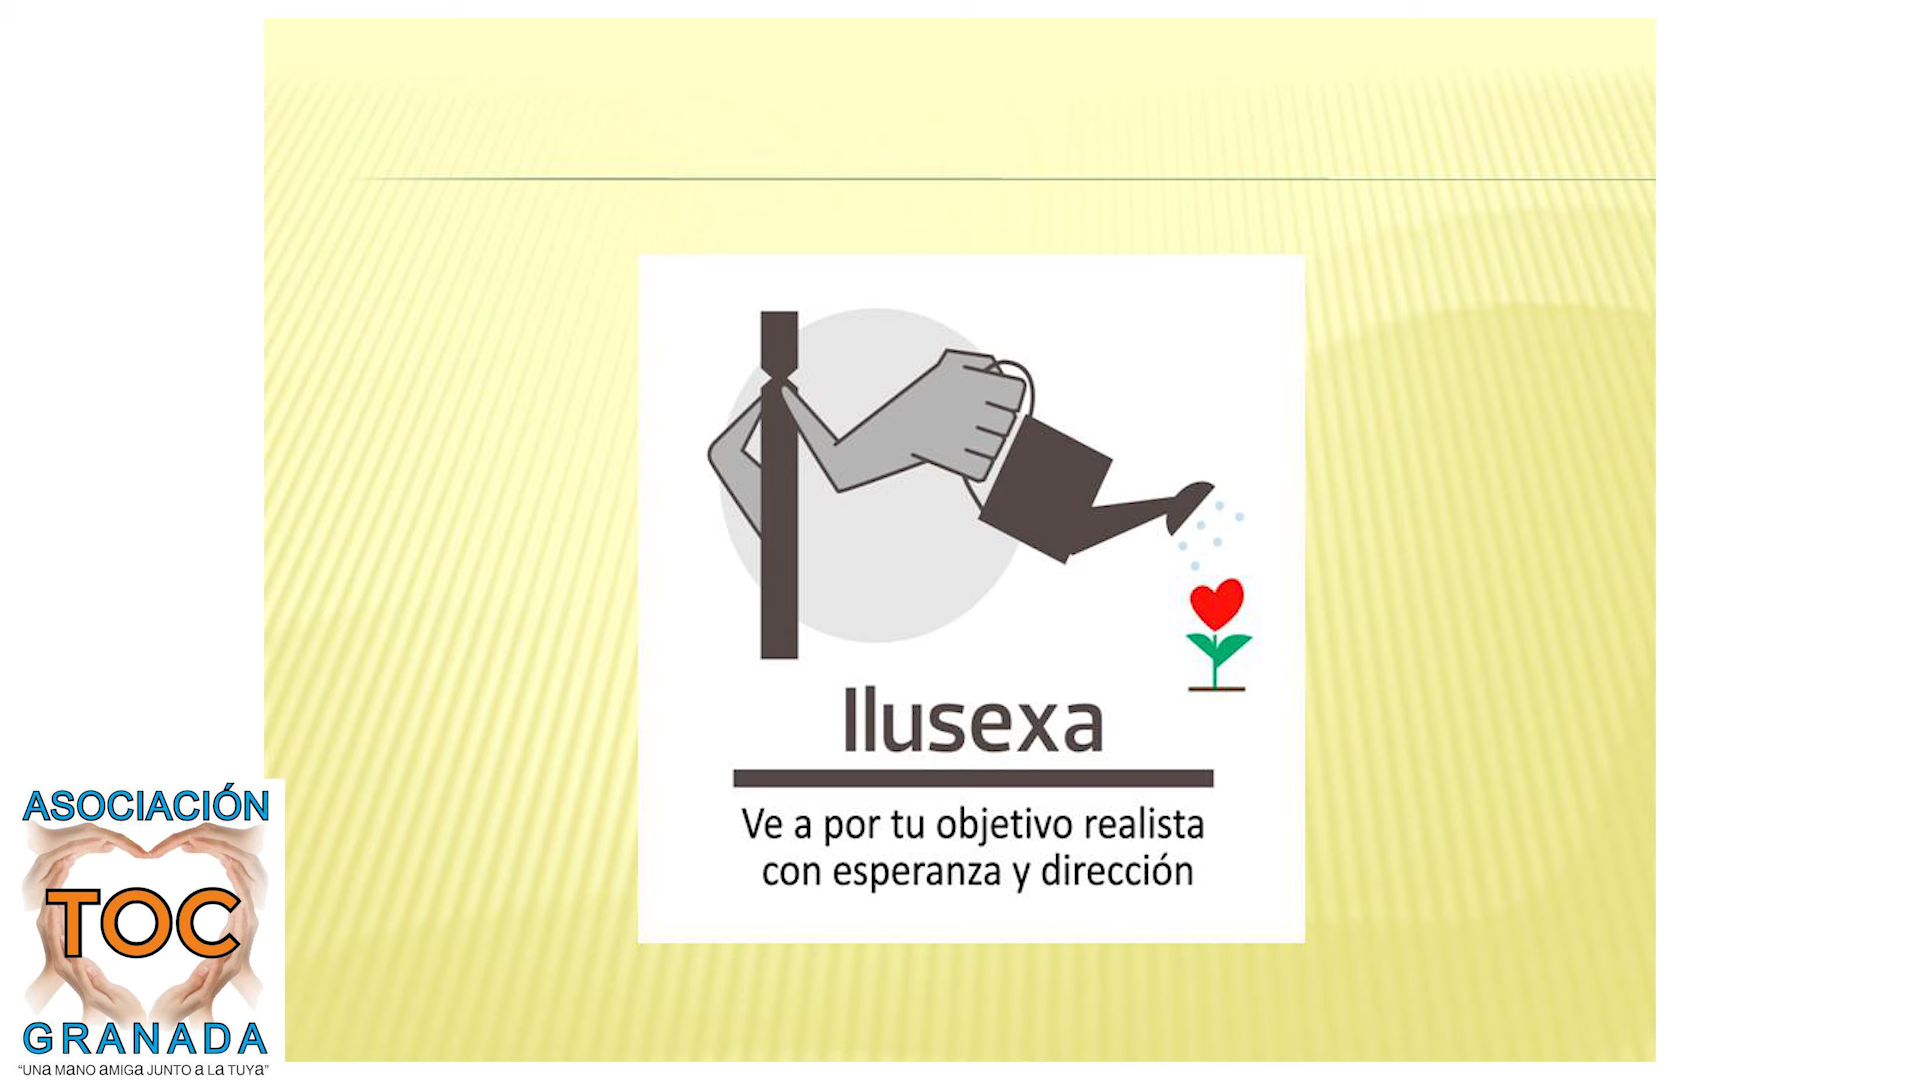 Ilusexa
Ve a por tu objetivo realista
con esperanza y dirección
ASOCIACIÓN
TOC
GRANADA
“UNa MaNO aMIGa JUNTO a La TUYa”